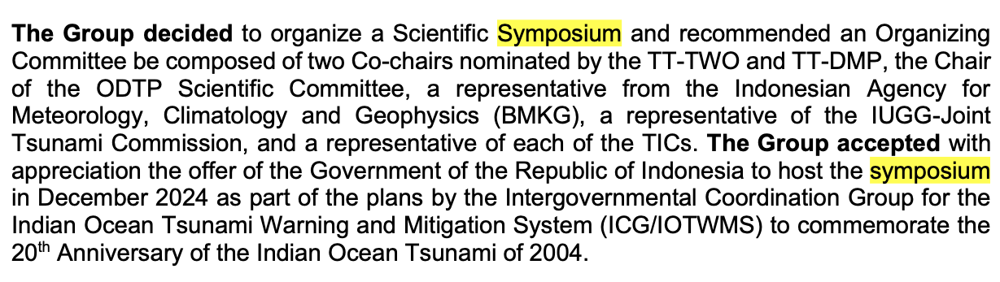 The Group decided to organize a Scientific Symposium and recommended an Organizing
Committee be composed of two Co-chairs nominated by the TT-TWO and TT-DMP, the Chair
of the ODTP Scientific Committee, a representative from the Indonesian Agency for
Meteorology, Climatology and Geophysics (BMKG), a representative of the IUGG-Joint
Tsunami Commission, and a representative of each of the TICs. The Group accepted with
appreciation the offer of the Government of the Republic of Indonesia to host the symposium
in December 2024 as part of the plans by the Intergovernmental Coordination Group for the
Indian Ocean Tsunami Warning and Mitigation System (ICG/IOTWMS) to commemorate the
20th Anniversary of the Indian Ocean Tsunami of 2004.